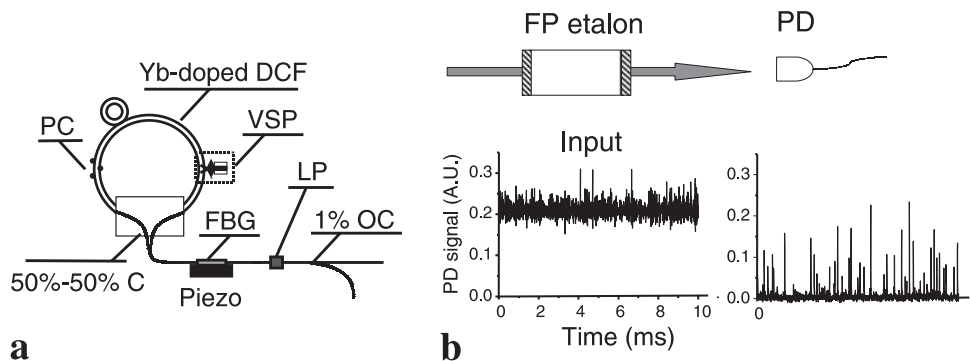 Yb-doped DCF
PC
VSP
LP
FBG
1% OC
50%-50% C
Piezo
a
FP etalon
PD
Input
PD signal (A.U.)
0.3
0.2
0.1
0.0
0 2 4 6 8 10
Time (ms)
0.3
0.2
0.1
0.0
0
b